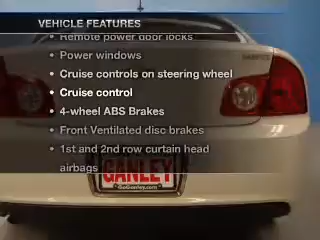 VEHICLE FEATURES
Remote power door locks
Power windows
Cruise controls on steering wheel
Cruise control
4-wheel ABS Brakes
Front Ventilated disc brakes
1st and 2nd row curtain head
airbags
GANLEY
GoGanley.com